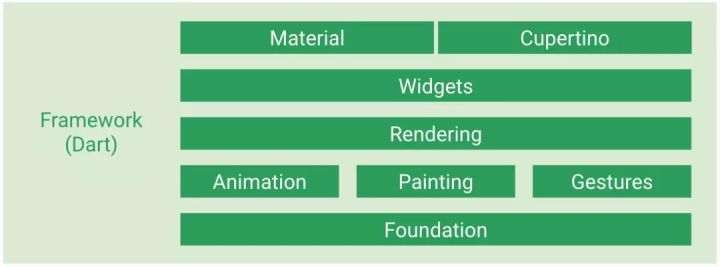 Material
Cupertino
Widgets
Framework
(Dart)
Rendering
Animation
Painting
Gestures
Foundation